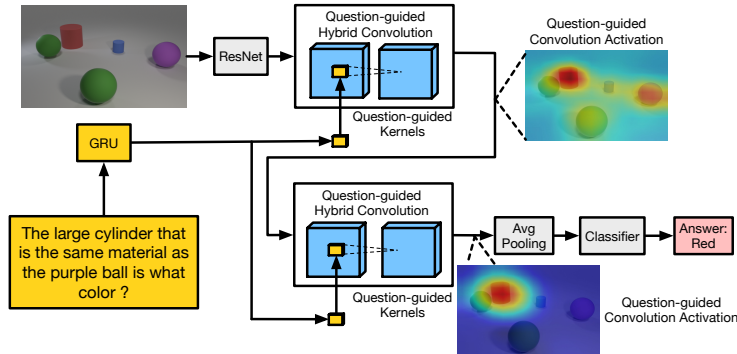 Question-guided
Hybrid Convolution
Question-guided
Convolution Activation
ResNet
Question-guided
Kernels
GRU
The large cylinder that
is the same material as
the purple ball is what
color ?
Question-guided
Hybrid Convolution
Avg
Pooling
Classifier
Answer:
Red
Question-guided
Kernels
Question-guided
Convolution Activation